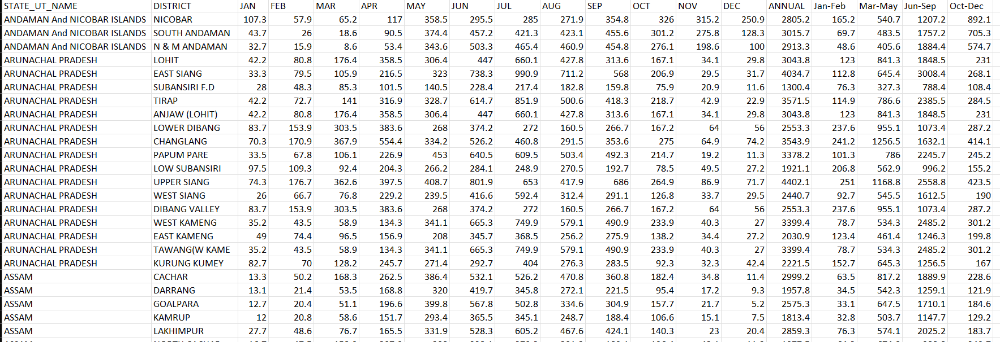 STATE_UT_NAME DISTRICT JAN FEB MAR APR MAY JUN JUL AUG SEP OCT NOV DEC ANNUAL Jan-Feb Mar-May Jun-Sep Oct-Dec
ANDAMAN And NICOBAR ISLANDS NICOBAR 107.3 57.9 65.2 117 358.5 295.5 285 271.9 354.8 326 315.2 250.9 2805.2 165.2 540.7 1207.2 892.1
ANDAMAN And NICOBAR ISLANDS SOUTH ANDAMAN 43.7 26 18.6 90.5 374.4 457.2 421.3 423.1 455.6 301.2 275.8 128.3 3015.7 69.7 483.5 1757.2 705.3
ANDAMAN And NICOBAR ISLANDS N & M ANDAMAN 32.7 15.9 8.6 53.4 343.6 503.3 465.4 460.9 454.8 276.1 198.6 100 2913.3 48.6 405.6 1884.4 574.7
ARUNACHAL PRADESH LOHIT 42.2 80.8 176.4 358.5 306.4 447 660.1 427.8 313.6 167.1 34.1 29.8 3043.8 123 841.3 1848.5 231
ARUNACHAL PRADESH EAST SIANG 33.3 79.5 105.9 216.5 323 738.3 990.9 711.2 568 206.9 29.5 31.7 4034.7 112.8 645.4 3008.4 268.1
ARUNACHAL PRADESH SUBANSIRI F.D 28 48.3 85.3 101.5 140.5 228.4 217.4 182.8 159.8 75.9 20.9 11.6 1300.4 76.3 327.3 788.4 108.4
ARUNACHAL PRADESH TIRAP 42.2 72.7 141 316.9 328.7 614.7 851.9 500.6 418.3 218.7 42.9 22.9 3571.5 114.9 786.6 2385.5 284.5
ARUNACHAL PRADESH ANJAW (LOHIT) 42.2 80.8 176.4 358.5 306.4 447 660.1 427.8 313.6 167.1 34.1 29.8 3043.8 123 841.3 1848.5 231
ARUNACHAL PRADESH LOWER DIBANG 83.7 153.9 303.5 383.6 268 374.2 272 160.5 266.7 167.2 64 56 2553.3 237.6 955.1 1073.4 287.2
ARUNACHAL PRADESH CHANGLANG 70.3 170.9 367.9 554.4 334.2 526.2 460.8 291.5 353.6 275 64.9 74.2 3543.9 241.2 1256.5 1632.1 414.1
ARUNACHAL PRADESH PAPUM PARE 33.5 67.8 106.1 226.9 453 640.5 609.5 503.4 492.3 214.7 19.2 11.3 3378.2 101.3 786 2245.7 245.2
ARUNACHAL PRADESH LOW SUBANSIRI 97.5 109.3 92.4 204.3 266.2 284.1 248.9 270.5 192.7 78.5 49.5 27.2 1921.1 206.8 562.9 996.2 155.2
ARUNACHAL PRADESH UPPER SIANG 74.3 176.7 362.6 397.5 408.7 801.9 653 417.9 686 264.9 86.9 71.7 4402.1 251 1168.8 2558.8 423.5
ARUNACHAL PRADESH WEST SIANG 26 66.7 76.8 229.2 239.5 416.6 592.4 312.4 291.1 126.8 33.7 29.5 2440.7 92.7 545.5 1612.5 190
ARUNACHAL PRADESH DIBANG VALLEY 83.7 153.9 303.5 383.6 268 374.2 272 160.5 266.7 167.2 64 56 2553.3 237.6 955.1 1073.4 287.2
ARUNACHAL PRADESH WEST KAMENG 35.2 43.5 58.9 134.3 341.1 665.3 749.9 579.1 490.9 233.9 40.3 27 3399.4 78.7 534.3 2485.2 301.2
ARUNACHAL PRADESH EAST KAMENG 49 74.4 96.5 156.9 208 345.7 368.5 256.2 275.9 138.2 34.4 27.2 2030.9 123.4 461.4 1246.3 199.8
ARUNACHAL PRADESH TAWANG(W KAME 35.2 43.5 58.9 134.3 341.1 665.3 749.9 579.1 490.9 233.9 40.3 27 3399.4 78.7 534.3 2485.2 301.2
ARUNACHAL PRADESH KURUNG KUMEY 82.7 70 128.2 245.7 271.4 292.7 404 276.3 283.5 92.3 32.3 42.4 2221.5 152.7 645.3 1256.5 167
ASSAM CACHAR 13.3 50.2 168.3 262.5 386.4 532.1 526.2 470.8 360.8 182.4 34.8 11.4 2999.2 63.5 817.2 1889.9 228.6
ASSAM DARRANG 13.1 21.4 53.5 168.8 320 419.7 345.8 272.1 221.5 95.4 17.2 9.3 1957.8 34.5 542.3 1259.1 121.9
ASSAM GOALPARA 12.7 20.4 51.1 196.6 399.8 567.8 502.8 334.6 304.9 157.7 21.7 5.2 2575.3 33.1 647.5 1710.1 184.6
ASSAM KAMRUP 12 20.8 58.6 151.7 293.4 365.5 345.1 248.7 188.4 106.6 15.1 7.5 1813.4 32.8 503.7 1147.7 129.2
ASSAM LAKHIMPUR 27.7 48.6 76.7 165.5 331.9 528.3 605.2 467.6 424.1 140.3 23 20.4 2859.3 76.3 574.1 2025.2 183.7